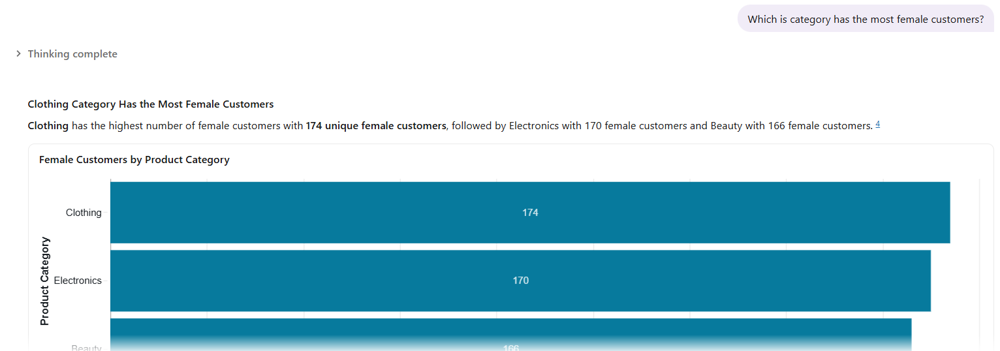 Which is category has the most female customers?
Thinking complete
Clothing Category Has the Most Female Customers
Clothing has the highest number of female customers with 174 unique female customers, followed by Electronics with 170 female customers and Beauty with 166 female customers. 4
Female Customers by Product Category
Product Category
Clothing
174
Electronics
170
Beauty
166